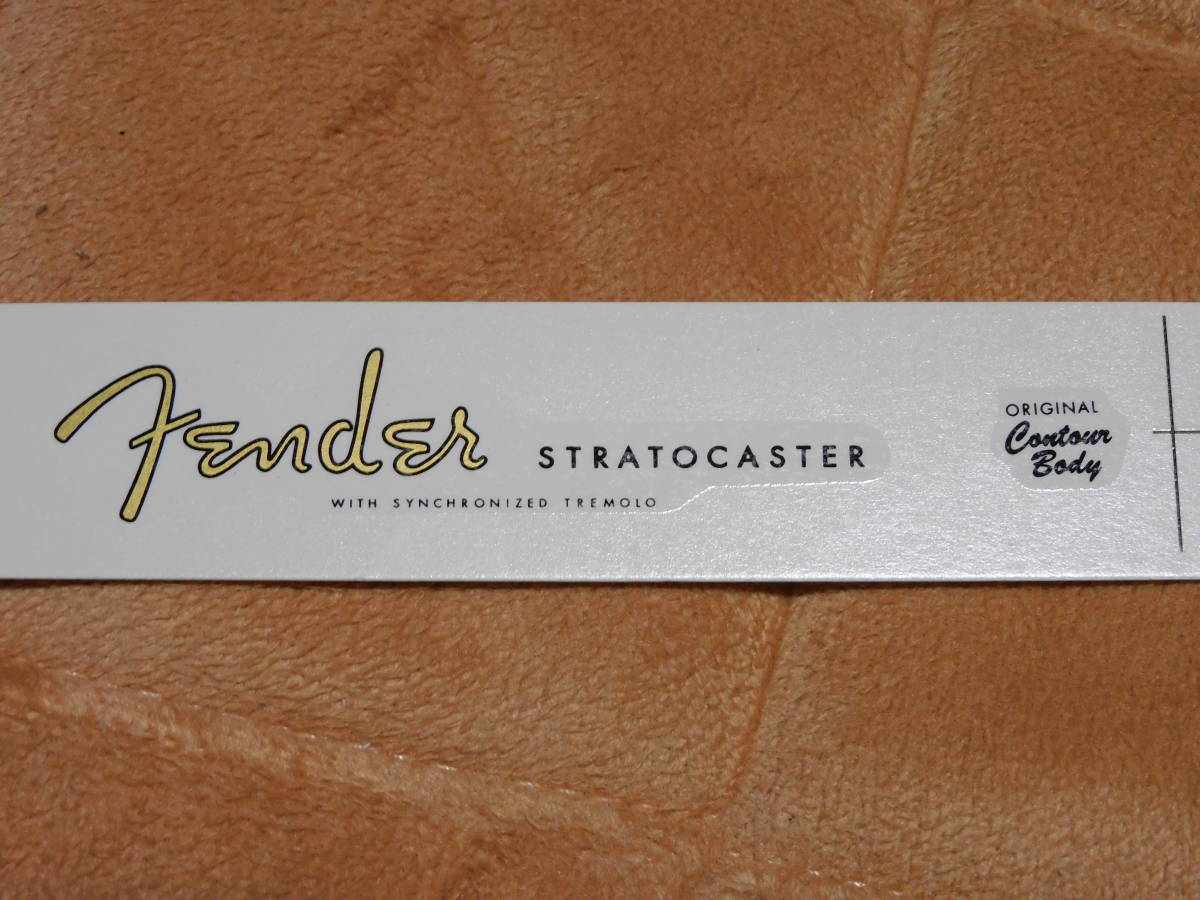 Fender STRATOCASTER
WITH SYNCHRONIZED TREMOLO
ORIGINAL
Contour
Body